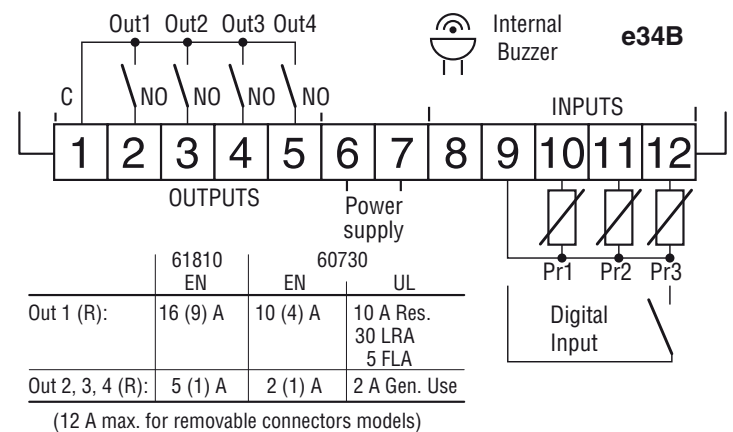 Out1 Out2 Out3 Out4
Internal
Buzzer
e34B
C
NO NO NO NO
INPUTS
1 2 3 4 5 6 7 8 9 10 11 12
OUTPUTS
Power
supply
Pr1 Pr2 Pr3
Digital
Input
61810 60730
EN EN UL
Out 1 (R): 16 (9) A 10 (4) A 10 A Res.
30 LRA
5 FLA
Out 2, 3, 4 (R): 5 (1) A 2 (1) A 2 A Gen. Use
(12 A max. for removable connectors models)